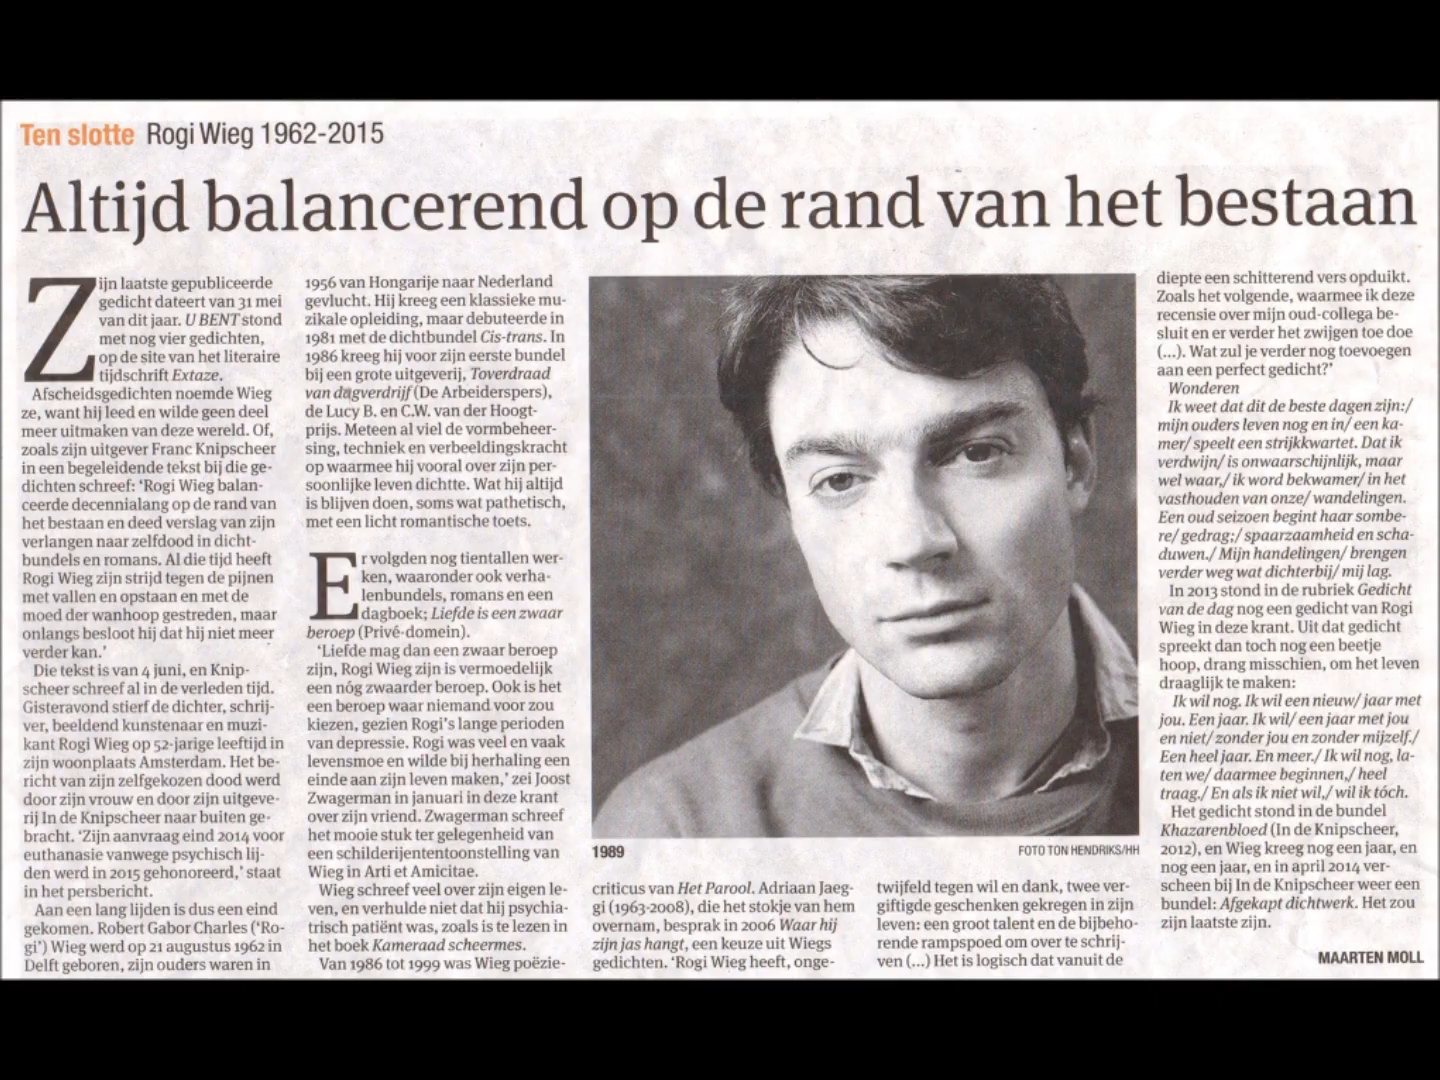 Ten slotte Rogi Wieg 1962-2015
Altijd balancerend op de rand van het bestaan
Zijn laatste gepubliceerde
gedicht dateert van 31 mei
van dit jaar. U BENT stond
met nog vier gedichten,
op de site van het literaire
tijdschrift Extaze.
Afscheidsgedichten noemde Wieg
ze, want hij leed en wilde geen deel
meer uitmaken van deze wereld. Of,
zoals zijn uitgever Franc Knipscheer
in een begeleidende tekst bij die ge-
dichten schreef: ‘Rogi Wieg balan-
ceerde decennialang op de rand van
het bestaan en deed verslag van zijn
verlangen naar zelfdood in dicht-
bundels en romans. Al die tijd heeft
Rogi Wieg zijn strijd tegen de pijnen
met vallen en opstaan en met de
moed der wanhoop gestreden, maar
onlangs besloot hij dat hij niet meer
verder kan.’
Die tekst is van 4 juni, en Knip-
scheer schreef al in de verleden tijd.
Gisteravond stierf de dichter, schrij-
ver, beeldend kunstenaar en muzi-
kant Rogi Wieg op 52-jarige leeftijd in
zijn woonplaats Amsterdam. Het be-
richt van zijn zelfgekozen dood werd
door zijn vrouw en door zijn uitgeve-
rij In de Knipscheer naar buiten ge-
bracht. ‘Zijn aanvraag eind 2014 voor
euthanasie vanwege psychisch lij-
den werd in 2015 gehonoreerd,’ staat
in het persbericht.
Aan een lang lijden is dus een eind
gekomen. Robert Gabor Charles (‘Ro-
gi’) Wieg werd op 21 augustus 1962 in
Delft geboren, zijn ouders waren in
1956 van Hongarije naar Nederland
gevlucht. Hij kreeg een klassieke mu-
zikale opleiding, maar debuteerde in
1981 met de dichtbundel Cis-trans. In
1986 kreeg hij voor zijn eerste bundel
bij een grote uitgeverij, Toverdraad
van dagverdrijf (De Arbeiderspers),
de Lucy B. en C.W. van der Hoogt-
prijs. Meteen al viel de vormbeheer-
sing, techniek en verbeeldingskracht
op waarmee hij vooral over zijn per-
soonlijke leven dichtte. Wat hij altijd
is blijven doen, soms wat pathetisch,
met een licht romantische toets.
Er volgden nog tientallen wer-
ken, waaronder ook verha-
lenbundels, romans en een
dagboek; Liefde is een zwaar
beroep (Privé-domein).
‘Liefde mag dan een zwaar beroep
zijn, Rogi Wieg zijn is vermoedelijk
een nóg zwaarder beroep. Ook is het
een beroep waar niemand voor zou
kiezen, gezien Rogi’s lange perioden
van depressie. Rogi was veel en vaak
levensmoe en wilde bij herhaling een
einde aan zijn leven maken,’ zei Joost
Zwagerman in januari in deze krant
over zijn vriend. Zwagerman schreef
het mooie stuk ter gelegenheid van
een schilderijententoonstelling van
Wieg in Arti et Amicitae.
Wieg schreef veel over zijn eigen le-
ven, en verhulde niet dat hij psychia-
trisch patiënt was, zoals is te lezen in
het boek Kameraad scheermes.
Van 1986 tot 1999 was Wieg poëzie-
1989
FOTO TON HENDRIKS/HH
criticus van Het Parool. Adriaan Jaeg-
gi (1963-2008), die het stokje van hem
overnam, besprak in 2006 Waar hij
zijn jas hangt, een keuze uit Wiegs
gedichten. ‘Rogi Wieg heeft, onge-
twijfeld tegen wil en dank, twee ver-
giftigde geschenken gekregen in zijn
leven: een groot talent en de bijbeho-
rende rampspoed om over te schrij-
ven (...) Het is logisch dat vanuit de
diepte een schitterend vers opduikt.
Zoals het volgende, waarmee ik deze
recensie over mijn oud-collega be-
sluit en er verder het zwijgen toe doe
(...). Wat zul je verder nog toevoegen
aan een perfect gedicht?’
Wonderen
Ik weet dat dit de beste dagen zijn:/
mijn ouders leven nog en in/ een ka-
mer/ speelt een strijkkwartet. Dat ik
verdwijn/ is onwaarschijnlijk, maar
wel waar,/ ik word bekwamer/ in het
vasthouden van onze/ wandelingen.
Een oud seizoen begint haar sombe-
re/ gedrag;/ spaarzaamheid en scha-
duwen./ Mijn handelingen/ brengen
verder weg wat dichterbij/ mij lag.
In 2013 stond in de rubriek Gedicht
van de dag nog een gedicht van Rogi
Wieg in deze krant. Uit dat gedicht
spreekt dan toch nog een beetje
hoop, drang misschien, om het leven
draaglijk te maken:
Ik wil nog. Ik wil een nieuw/ jaar met
jou. Een jaar. Ik wil/ een jaar met jou
en niet/ zonder jou en zonder mijzelf./
Een heel jaar. En meer./ Ik wil nog, la-
ten we/ daarmee beginnen,/ heel
traag./ En als ik niet wil,/ wil ik tóch.
Het gedicht stond in de bundel
Khazarenbloed (In de Knipscheer,
2012), en Wieg kreeg nog een jaar, en
nog een jaar, en in april 2014 ver-
scheen bij In de Knipscheer weer een
bundel: Afgekapt dichtwerk. Het zou
zijn laatste zijn.
MAARTEN MOLL